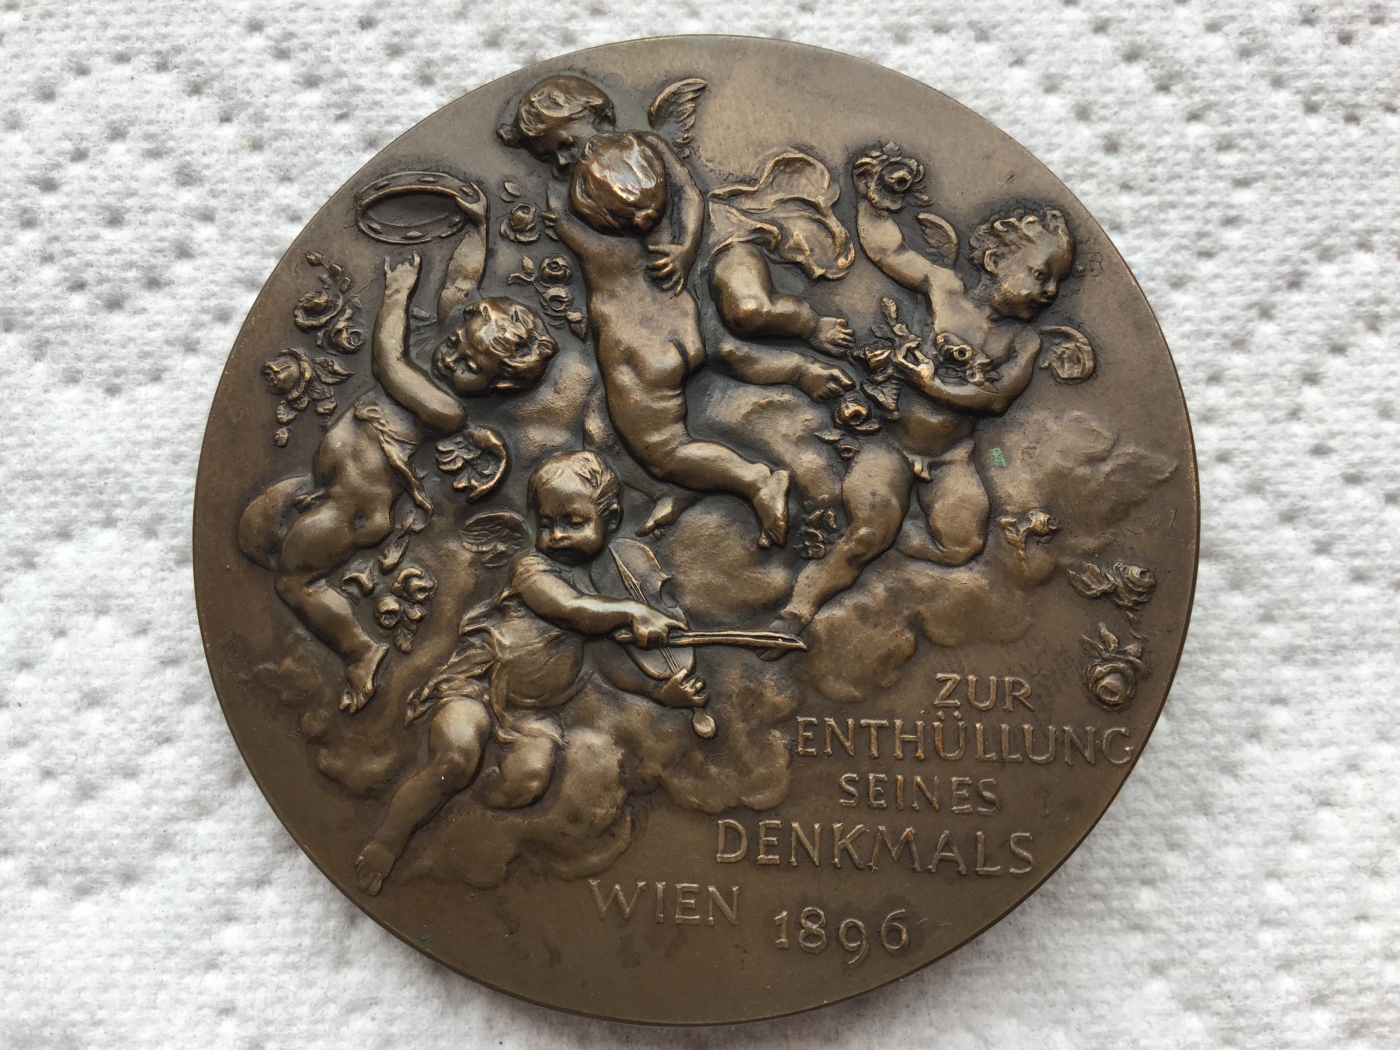 ZUR
ENTHÜLLUNG
SEINES
DENKMALS
WIEN 1896